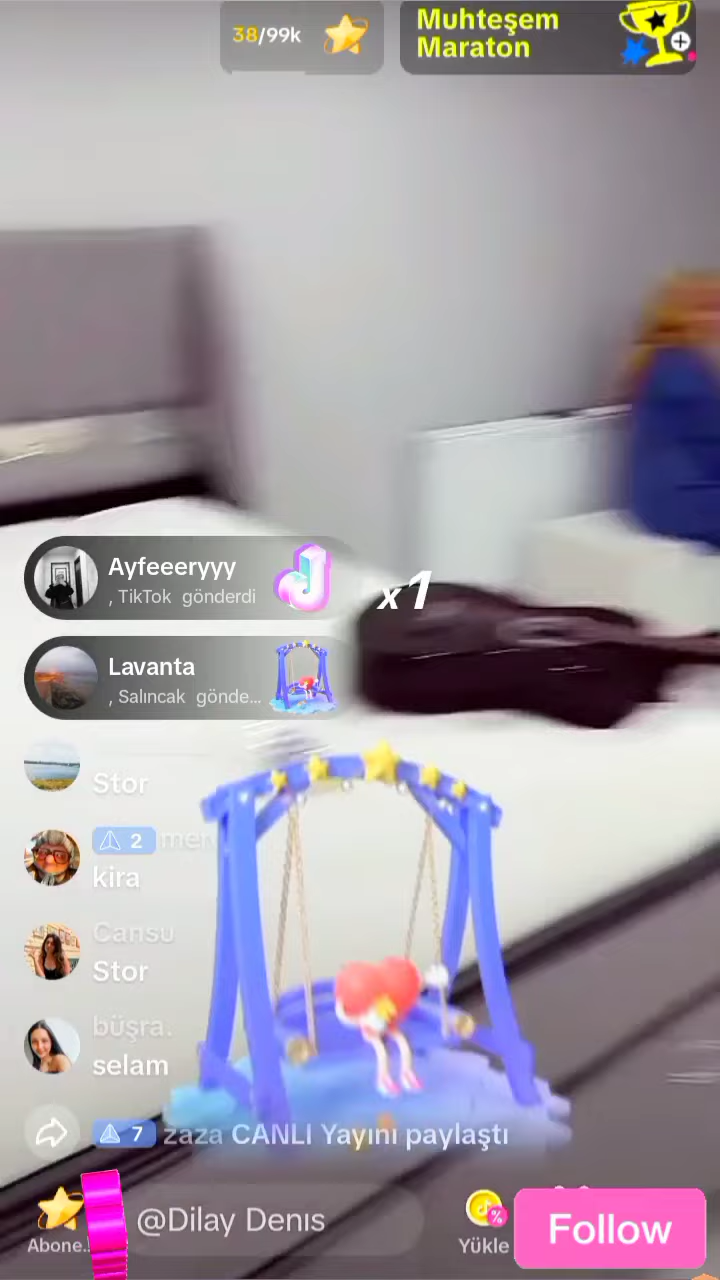 38/99k
Muhteşem
Maraton
Ayfeeeryyy
, TikTok gönderdi
x1
Lavanta
, Salıncak gönde...
Stor
2
kira
Cansu
Stor
büşra.
selam
7 zaza CANLI Yayını paylaştı
Abone..
@Dilay Denıs
Yükle
Follow